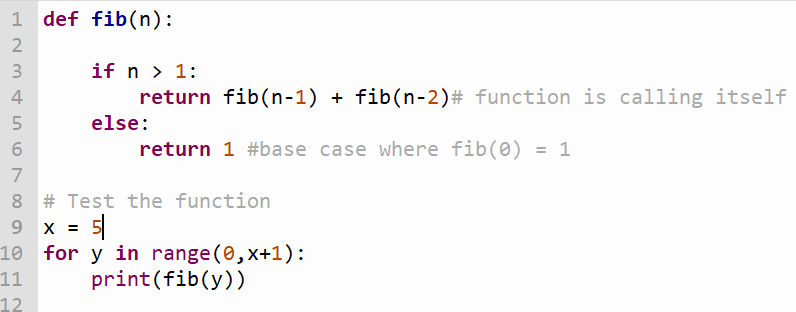 1 def fib(n):
2
3     if n > 1:
4         return fib(n-1) + fib(n-2)# function is calling itself
5     else:
6         return 1 #base case where fib(0) = 1
7
8 # Test the function
9 x = 5
10 for y in range(0,x+1):
11     print(fib(y))
12